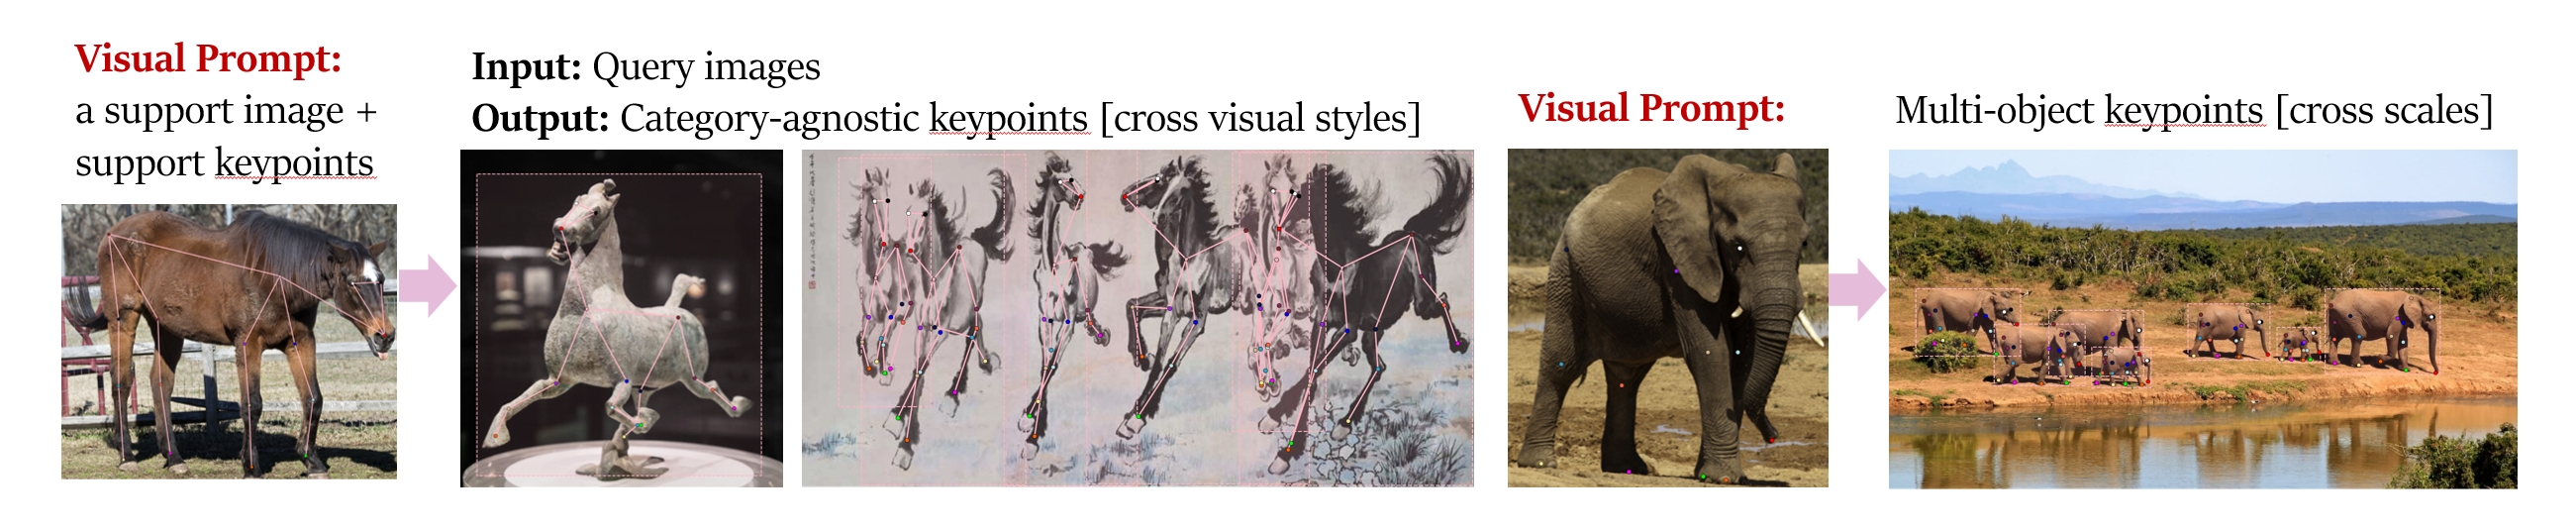 Visual Prompt:
a support image +
support keypoints
Input: Query images
Output: Category-agnostic keypoints [cross visual styles]
Visual Prompt:
Multi-object keypoints [cross scales]